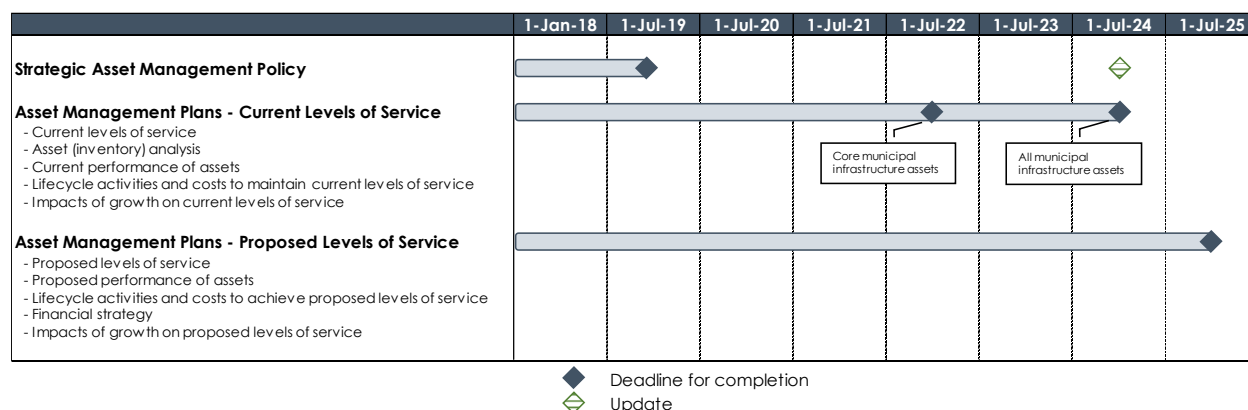 1-Jan-18 1-Jul-19 1-Jul-20 1-Jul-21 1-Jul-22 1-Jul-23 1-Jul-24 1-Jul-25
Strategic Asset Management Policy
Asset Management Plans - Current Levels of Service
- Current levels of service
- Asset (inventory) analysis
- Current performance of assets
- Lifecycle activities and costs to maintain current levels of service
- Impacts of growth on current levels of service
Core municipal
infrastructure assets
All municipal
infrastructure assets
Asset Management Plans - Proposed Levels of Service
- Proposed levels of service
- Proposed performance of assets
- Lifecycle activities and costs to achieve proposed levels of service
- Financial strategy
- Impacts of growth on proposed levels of service
Deadline for completion
Update